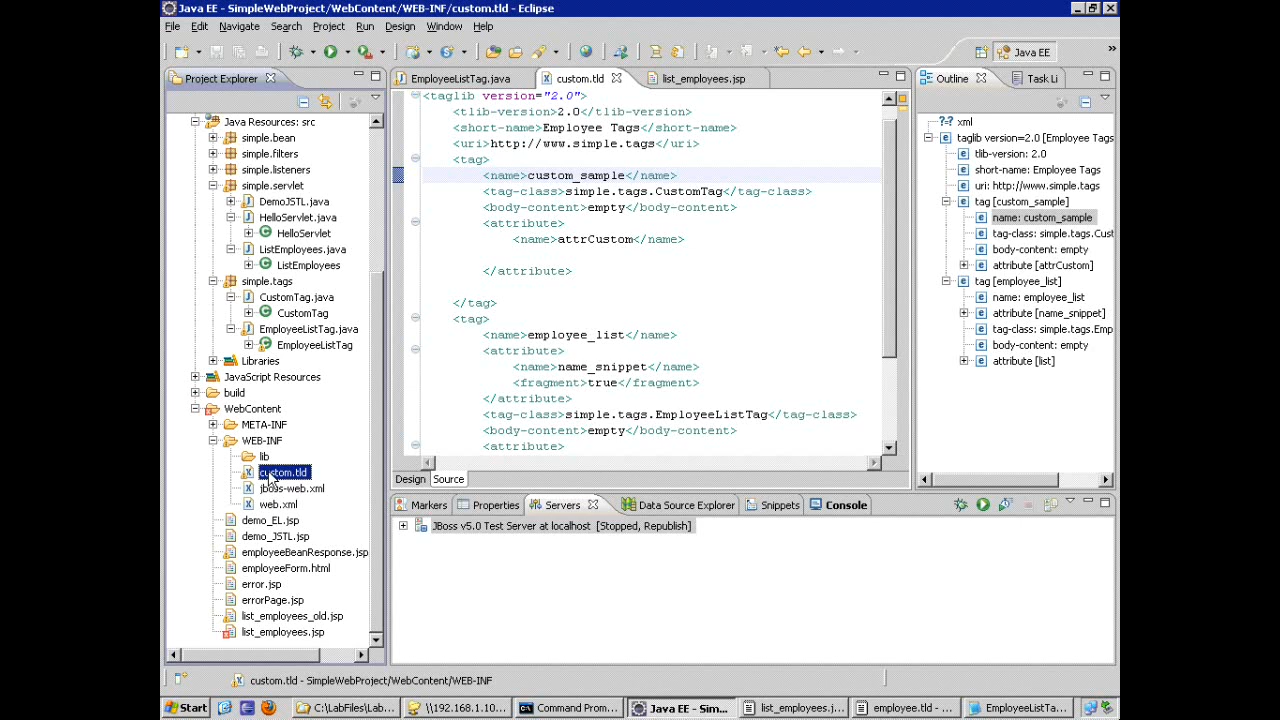 Java EE - SimpleWebProject/WebContent/WEB-INF/custom.tld - Eclipse
File Edit Navigate Search Project Run Design Window Help
Java EE
Project Explorer
Java Resources: src
simple.bean
simple.filters
simple.listeners
simple.servlet
DemoJSTL.java
HelloServlet.java
HelloServlet
ListEmployees.java
ListEmployees
simple.tags
CustomTag.java
CustomTag
EmployeeListTag.java
EmployeeListTag
Libraries
JavaScript Resources
build
WebContent
META-INF
WEB-INF
lib
custom.tld
jboss-web.xml
web.xml
demo_EL.jsp
demo_JSTL.jsp
employeeBeanResponse.jsp
employeeForm.html
error.jsp
errorPage.jsp
list_employees_old.jsp
list_employees.jsp
EmployeeListTag.java custom.tld list_employees.jsp
<taglib version="2.0">
<tlib-version>2.0</tlib-version>
<short-name>Employee Tags</short-name>
<uri>http://www.simple.tags</uri>
<tag>
<name>custom_sample</name>
<tag-class>simple.tags.CustomTag</tag-class>
<body-content>empty</body-content>
<attribute>
<name>attrCustom</name>
</attribute>
</tag>
<tag>
<name>employee_list</name>
<attribute>
<name>name_snippet</name>
<fragment>true</fragment>
</attribute>
<tag-class>simple.tags.EmployeeListTag</tag-class>
<body-content>empty</body-content>
<attribute>
Design Source
Outline Task Li
xml
taglib version=2.0 [Employee Tags
tlib-version: 2.0
short-name: Employee Tags
uri: http://www.simple.tags
tag [custom_sample]
name: custom_sample
tag-class: simple.tags.Cust
body-content: empty
attribute [attrCustom]
tag [employee_list]
name: employee_list
attribute [name_snippet]
tag-class: simple.tags.Emp
body-content: empty
attribute [list]
Markers Properties Servers Data Source Explorer Snippets Console
JBoss v5.0 Test Server at localhost [Stopped, Republish]
custom.tld - SimpleWebProject/WebContent/WEB-INF
Start C:\LabFiles\Lab... \\192.168.1.10... Command Prom... Java EE - Sim... list_employees.j... employee.tld - ... EmployeeListTa...